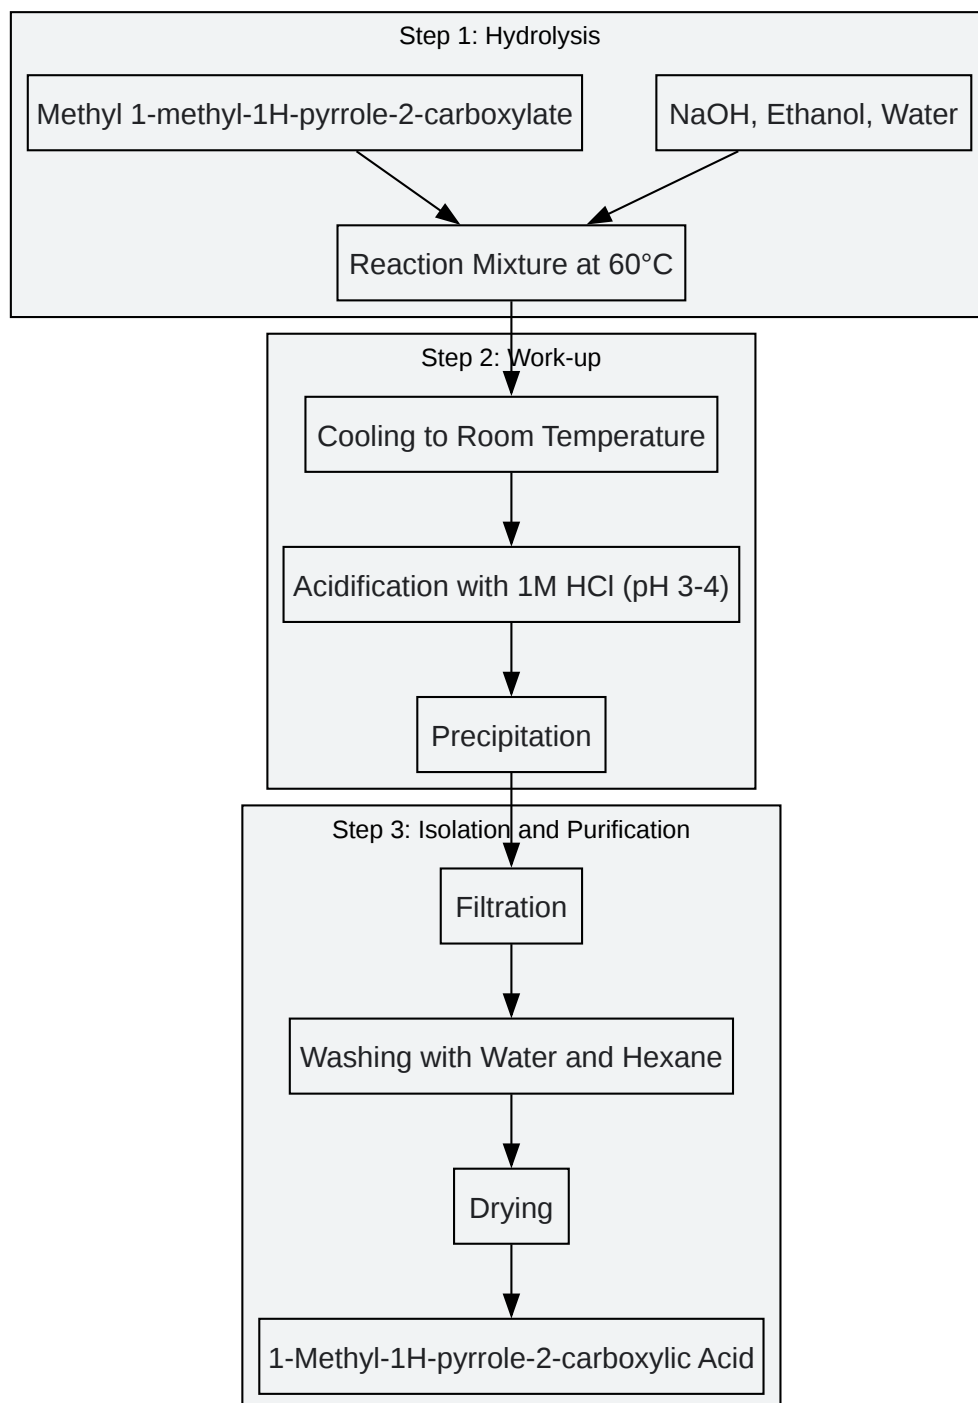 Step 1: Hydrolysis
Methyl 1-methyl-1H-pyrrole-2-carboxylate
NaOH, Ethanol, Water
Reaction Mixture at 60°C
Step 2: Work-up
Cooling to Room Temperature
Acidification with 1M HCl (pH 3-4)
Precipitation
Step 3: Isolation and Purification
Filtration
Washing with Water and Hexane
Drying
1-Methyl-1H-pyrrole-2-carboxylic Acid